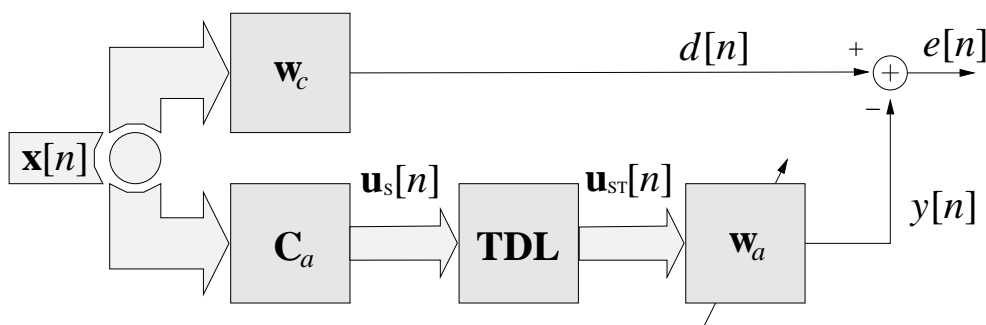 d[n]
+
e[n]
w_c
+
−
x[n]
u_S[n]
u_ST[n]
y[n]
C_a
TDL
w_a